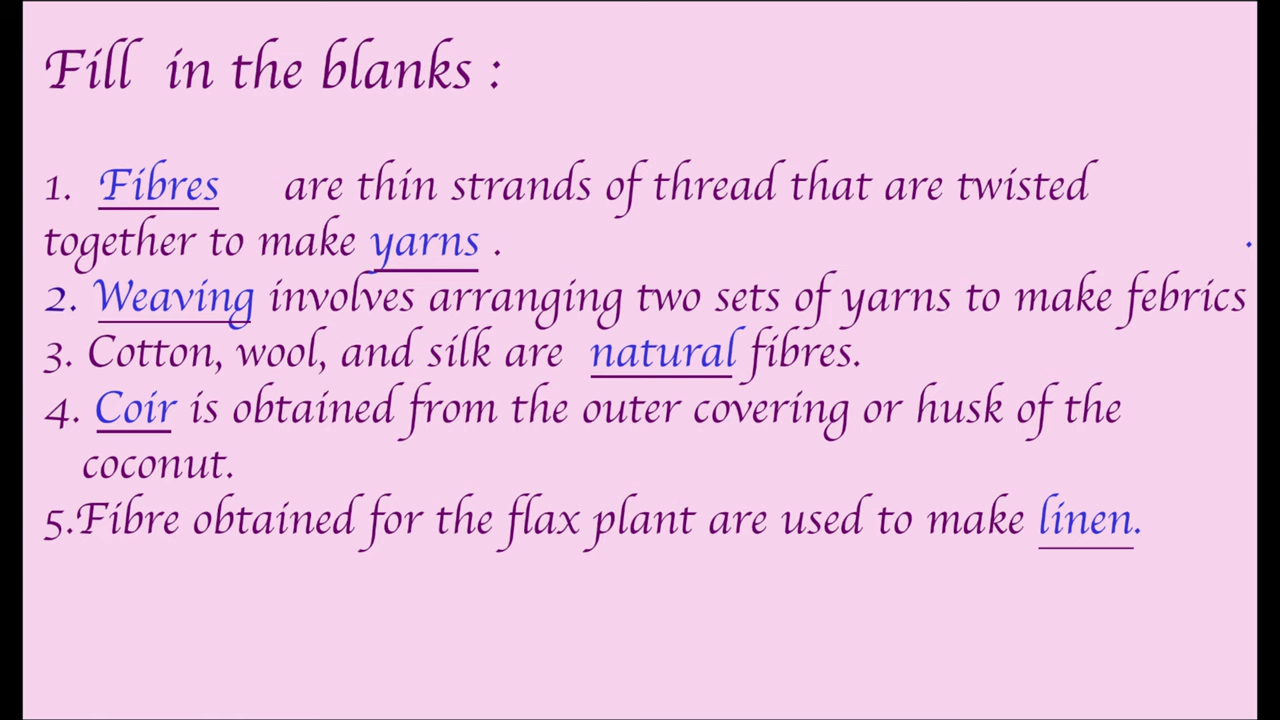 Fill in the blanks :
1. Fibres are thin strands of thread that are twisted
together to make yarns .
2. Weaving involves arranging two sets of yarns to make febrics .
3. Cotton, wool, and silk are natural fibres.
4. Coir is obtained from the outer covering or husk of the
coconut.
5.Fibre obtained for the flax plant are used to make linen.